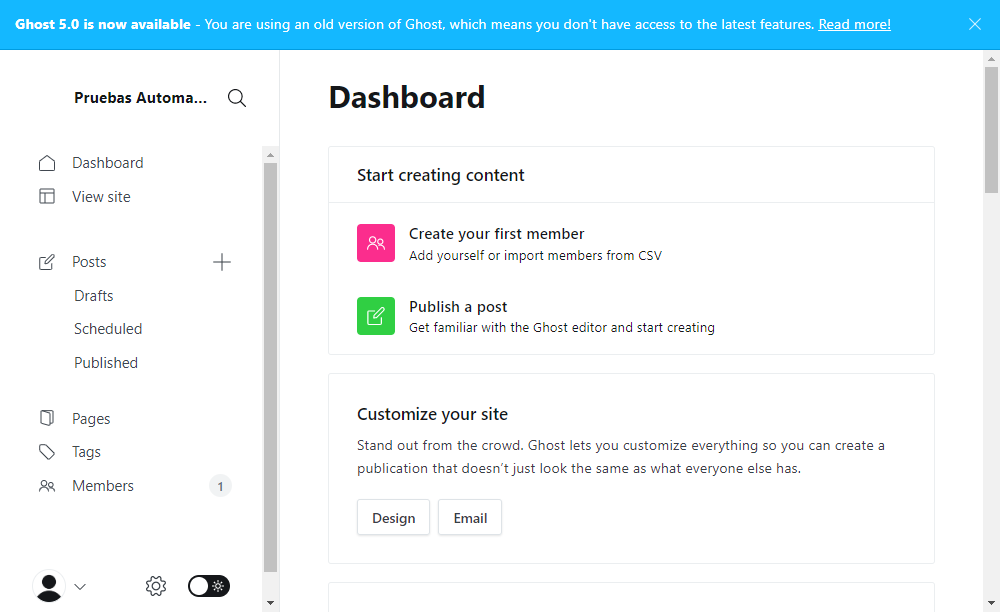 Ghost 5.0 is now available - You are using an old version of Ghost, which means you don't have access to the latest features. Read more!
Pruebas Automa...
Dashboard
View site
Posts
Drafts
Scheduled
Published
Pages
Tags
Members 1
Dashboard
Start creating content
Create your first member
Add yourself or import members from CSV
Publish a post
Get familiar with the Ghost editor and start creating
Customize your site
Stand out from the crowd. Ghost lets you customize everything so you can create a
publication that doesn’t just look the same as what everyone else has.
Design Email